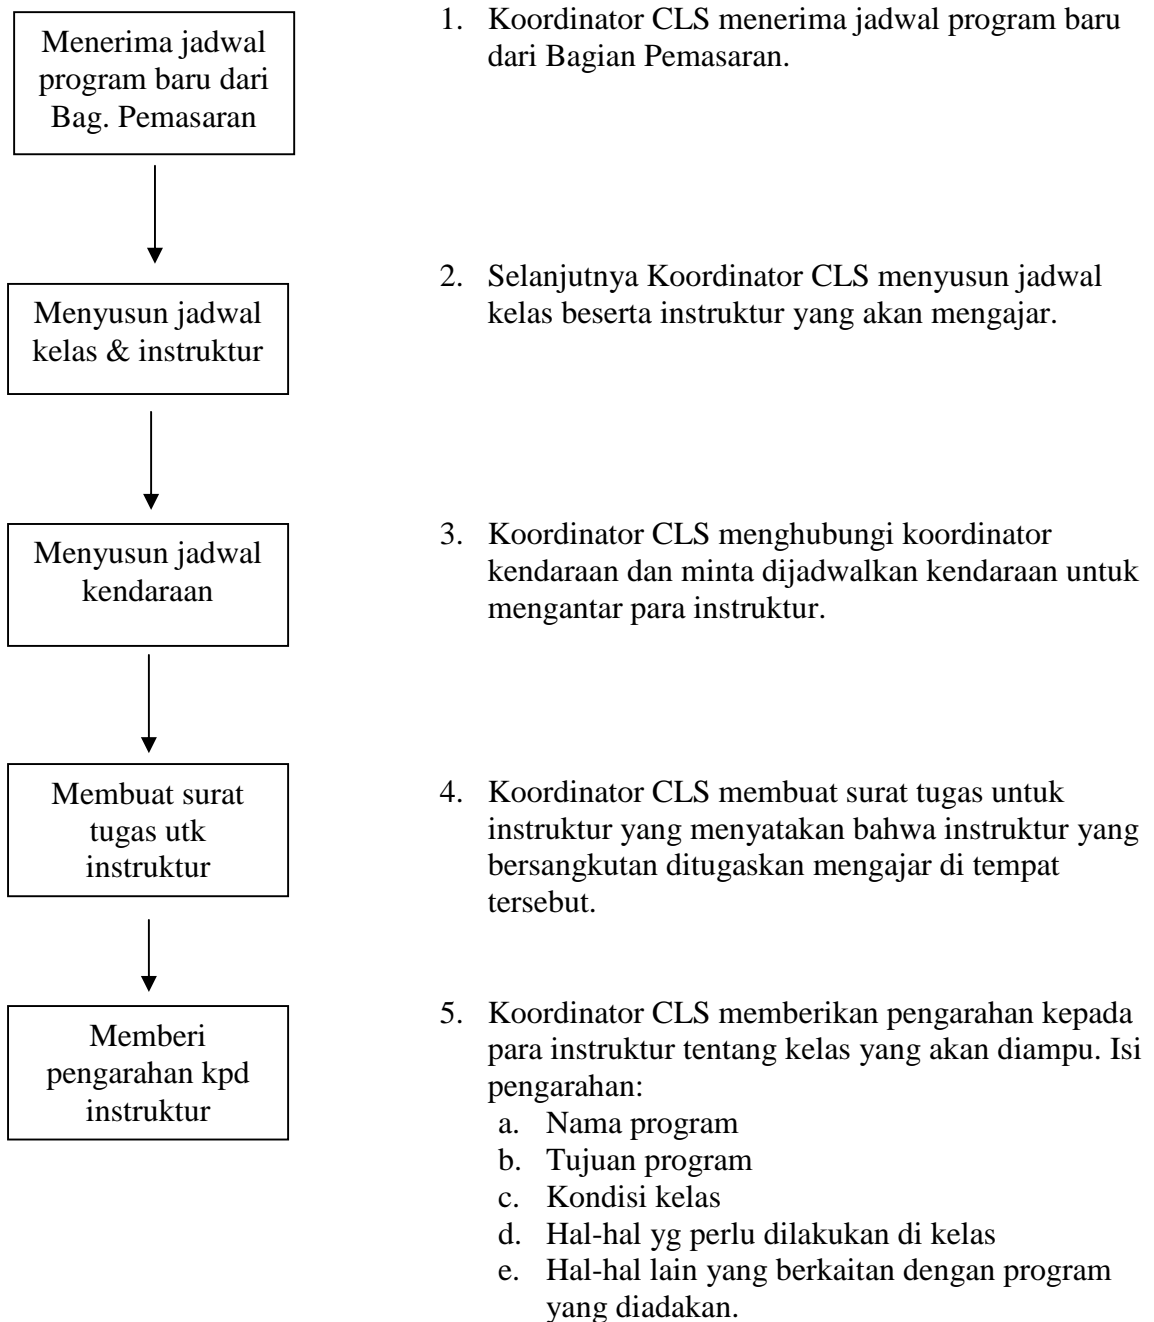 Menerima jadwal
program baru dari
Bag. Pemasaran
1. Koordinator CLS menerima jadwal program baru
dari Bagian Pemasaran.
Menyusun jadwal
kelas & instruktur
2. Selanjutnya Koordinator CLS menyusun jadwal
kelas beserta instruktur yang akan mengajar.
Menyusun jadwal
kendaraan
3. Koordinator CLS menghubungi koordinator
kendaraan dan minta dijadwalkan kendaraan untuk
mengantar para instruktur.
Membuat surat
tugas utk
instruktur
4. Koordinator CLS membuat surat tugas untuk
instruktur yang menyatakan bahwa instruktur yang
bersangkutan ditugaskan mengajar di tempat
tersebut.
Memberi
pengarahan kpd
instruktur
5. Koordinator CLS memberikan pengarahan kepada
para instruktur tentang kelas yang akan diampu. Isi
pengarahan:
a. Nama program
b. Tujuan program
c. Kondisi kelas
d. Hal-hal yg perlu dilakukan di kelas
e. Hal-hal lain yang berkaitan dengan program
yang diadakan.